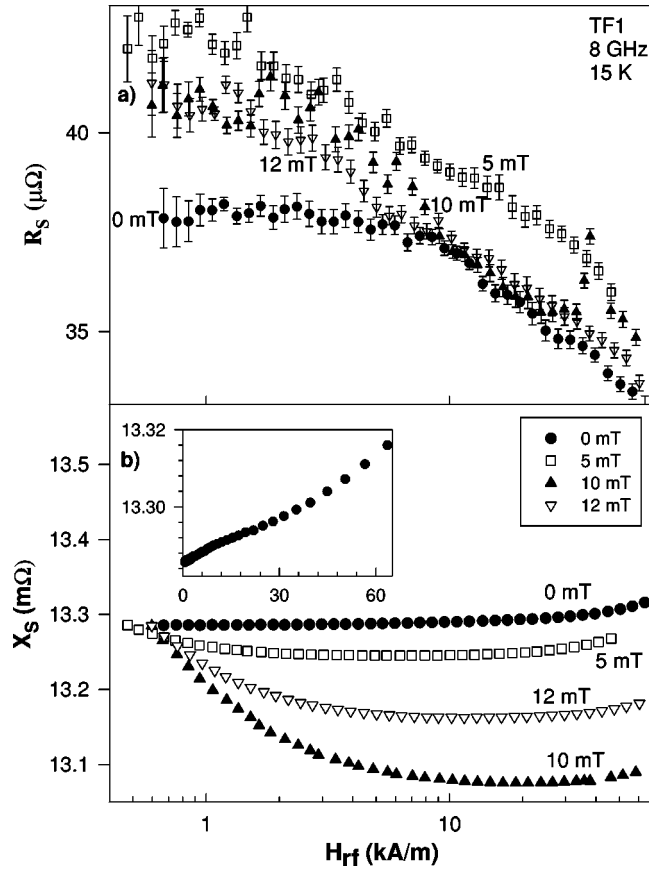 TF1
8 GHz
15 K
a)
40
35
R_S (μΩ)
5 mT
12 mT
10 mT
0 mT
b)
13.32
13.30
0 20 40 60
0 mT
5 mT
10 mT
12 mT
13.5
13.4
13.3
13.2
13.1
X_S (mΩ)
0 mT
5 mT
12 mT
10 mT
1 10
H_rf (kA/m)